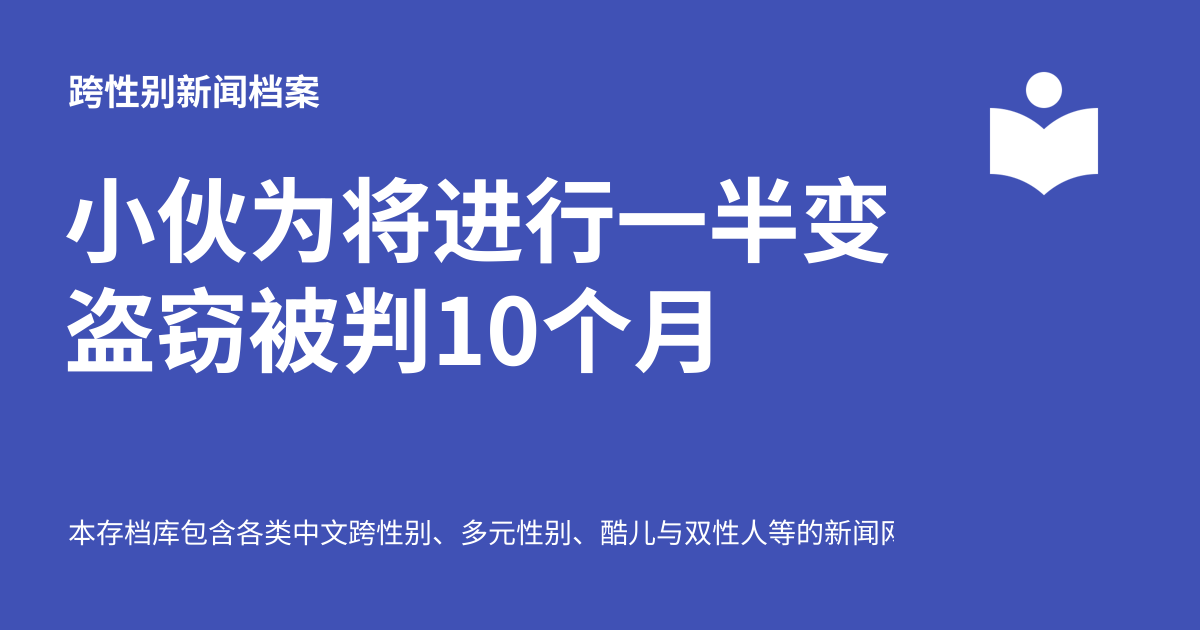 跨性别新闻档案
小伙为将进行一半变
盗窃被判10个月
本存档库包含各类中文跨性别、多元性别、酷儿与双性人等的新闻